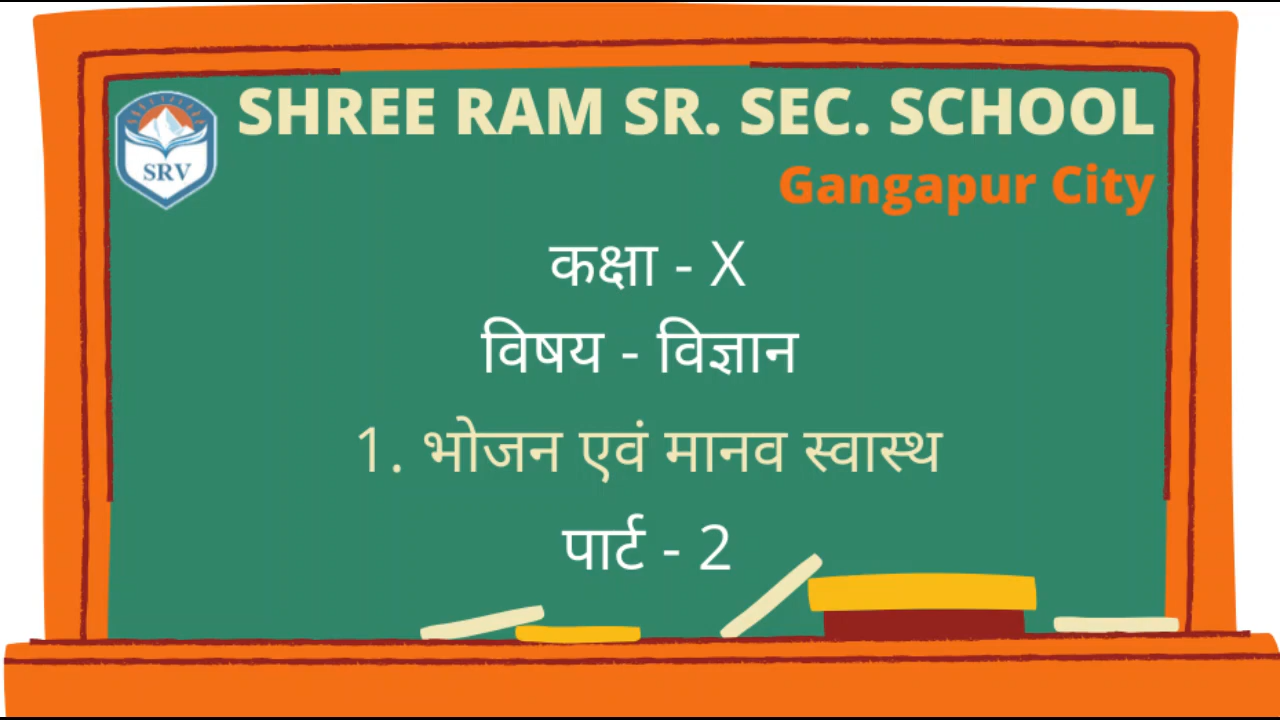 SHREE RAM SR. SEC. SCHOOL
SRV
Gangapur City
कक्षा - X
विषय - विज्ञान
1. भोजन एवं मानव स्वास्थ
पार्ट - 2